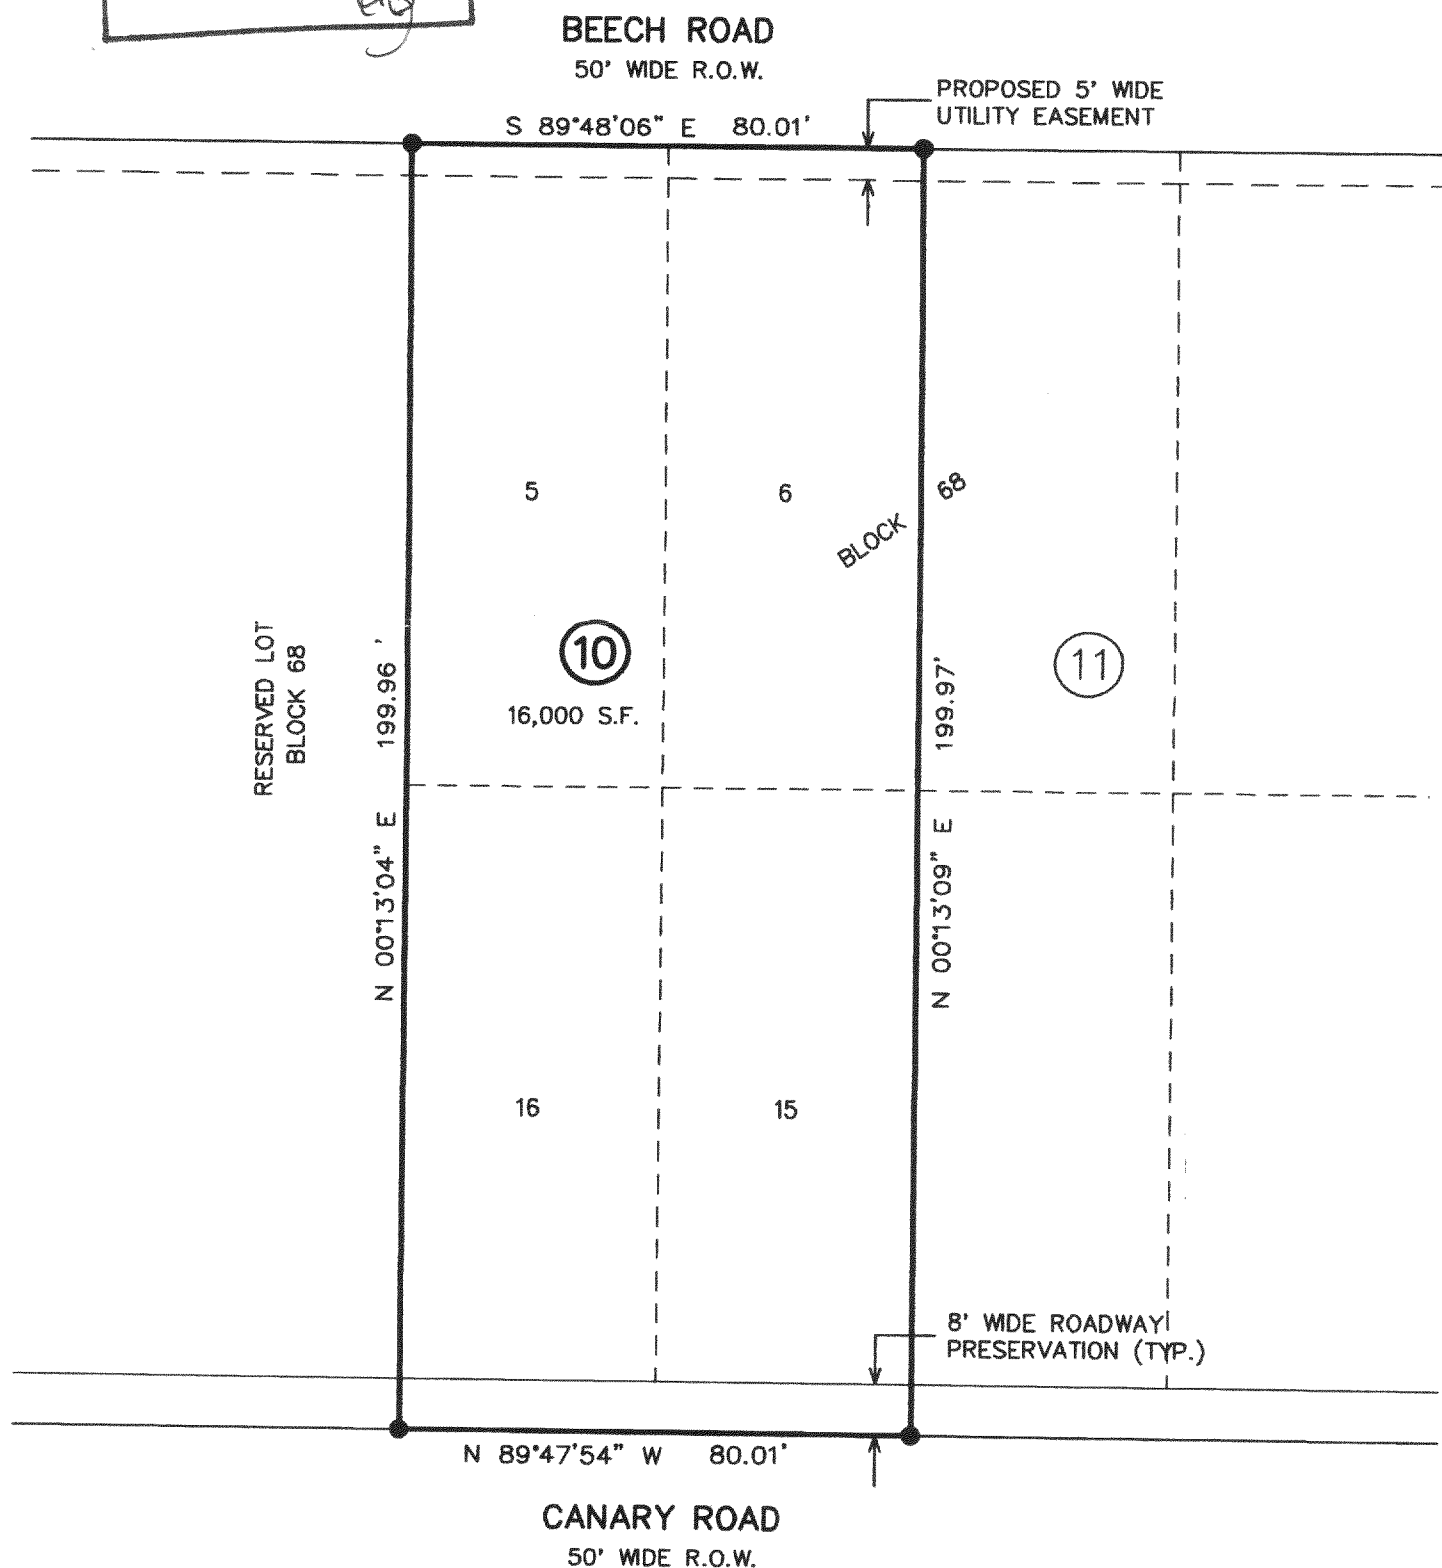 BEECH ROAD
50' WIDE R.O.W.
PROPOSED 5' WIDE
UTILITY EASEMENT
S 89°48'06" E 80.01'
5
6
BLOCK 68
RESERVED LOT
BLOCK 68
N 00°13'04" E 199.96 '
10
16,000 S.F.
N 00°13'09" E 199.97'
11
16
15
8' WIDE ROADWAY
PRESERVATION (TYP.)
N 89°47'54" W 80.01'
CANARY ROAD
50' WIDE R.O.W.